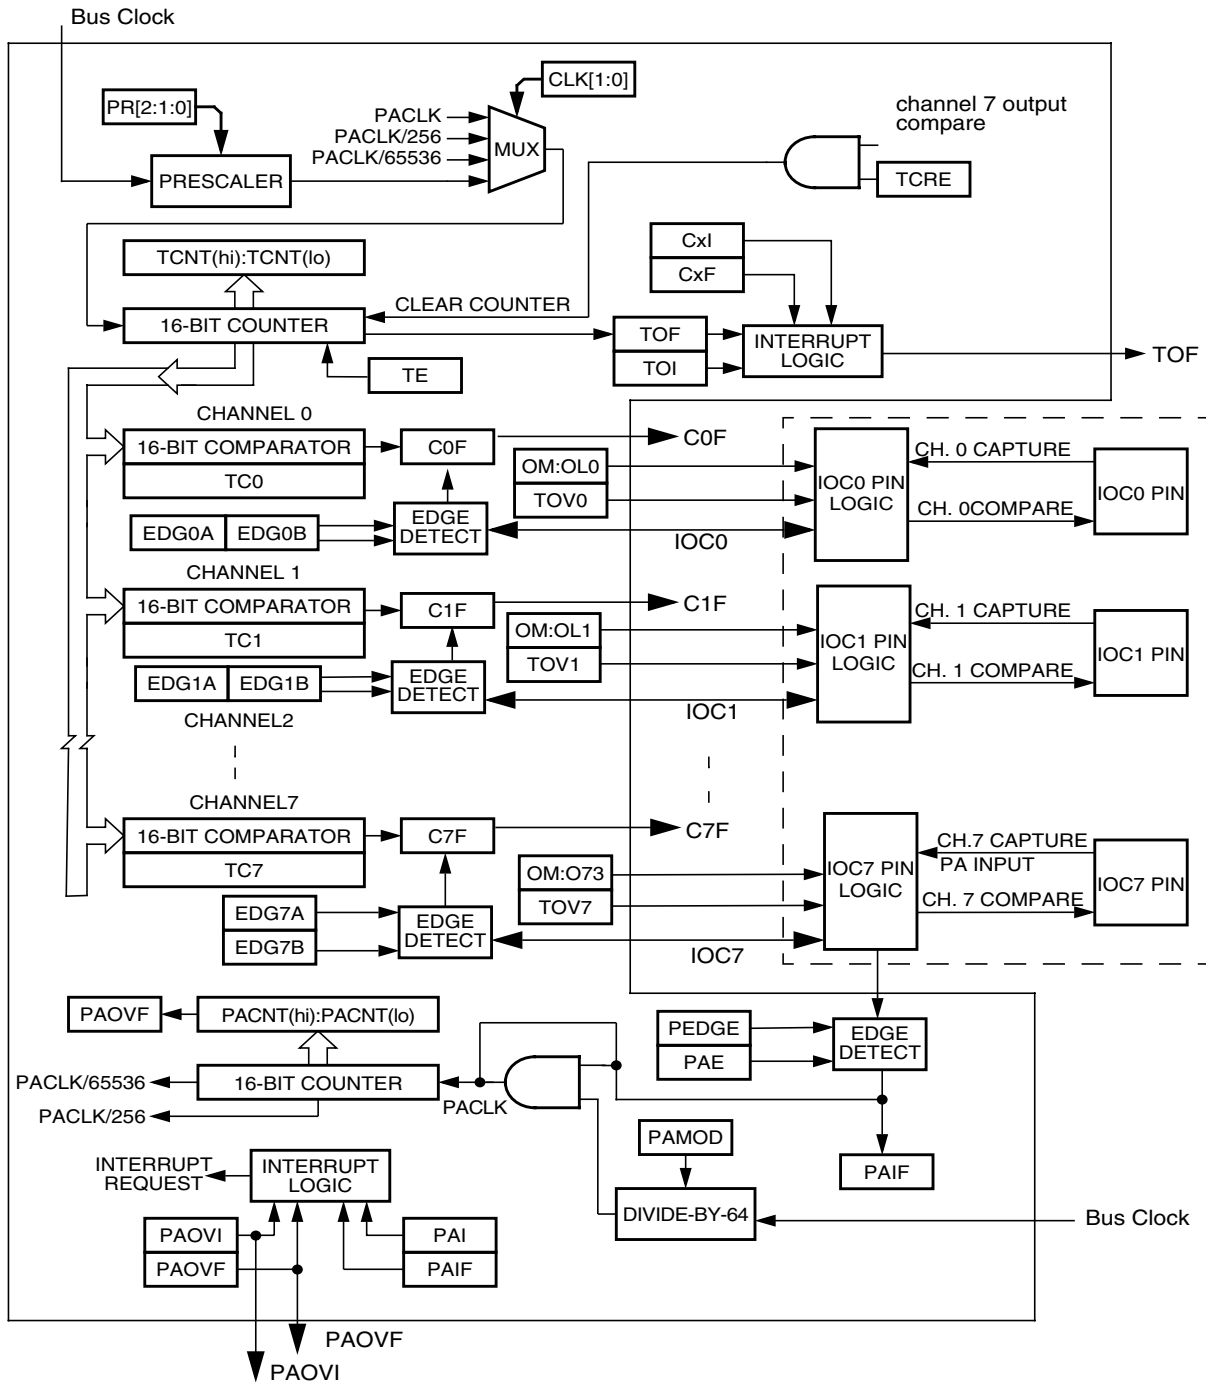 Bus Clock
CLK[1:0]
PR[2:1:0]
channel 7 output
compare
PACLK
PACLK/256
PACLK/65536
MUX
PRESCALER
TCRE
CxI
CxF
TCNT(hi):TCNT(lo)
CLEAR COUNTER
16-BIT COUNTER
TOF
TOI
INTERRUPT
LOGIC
TOF
TE
CHANNEL 0
16-BIT COMPARATOR
TC0
C0F
C0F
OM:OL0
TOV0
IOC0 PIN
LOGIC
CH. 0 CAPTURE
CH. 0COMPARE
IOC0 PIN
EDG0A
EDG0B
EDGE
DETECT
IOC0
CHANNEL 1
16-BIT COMPARATOR
TC1
C1F
C1F
OM:OL1
TOV1
IOC1 PIN
LOGIC
CH. 1 CAPTURE
CH. 1 COMPARE
IOC1 PIN
EDG1A
EDG1B
EDGE
DETECT
IOC1
CHANNEL2
CHANNEL7
16-BIT COMPARATOR
TC7
C7F
C7F
OM:O73
TOV7
IOC7 PIN
LOGIC
CH.7 CAPTURE
PA INPUT
CH. 7 COMPARE
IOC7 PIN
EDG7A
EDG7B
EDGE
DETECT
IOC7
PAOVF
PACNT(hi):PACNT(lo)
PEDGE
PAE
EDGE
DETECT
PACLK/65536
16-BIT COUNTER
PACLK
PACLK/256
PAMOD
PAIF
INTERRUPT
REQUEST
INTERRUPT
LOGIC
DIVIDE-BY-64
Bus Clock
PAOVI
PAOVF
PAI
PAIF
PAOVF
PAOVI